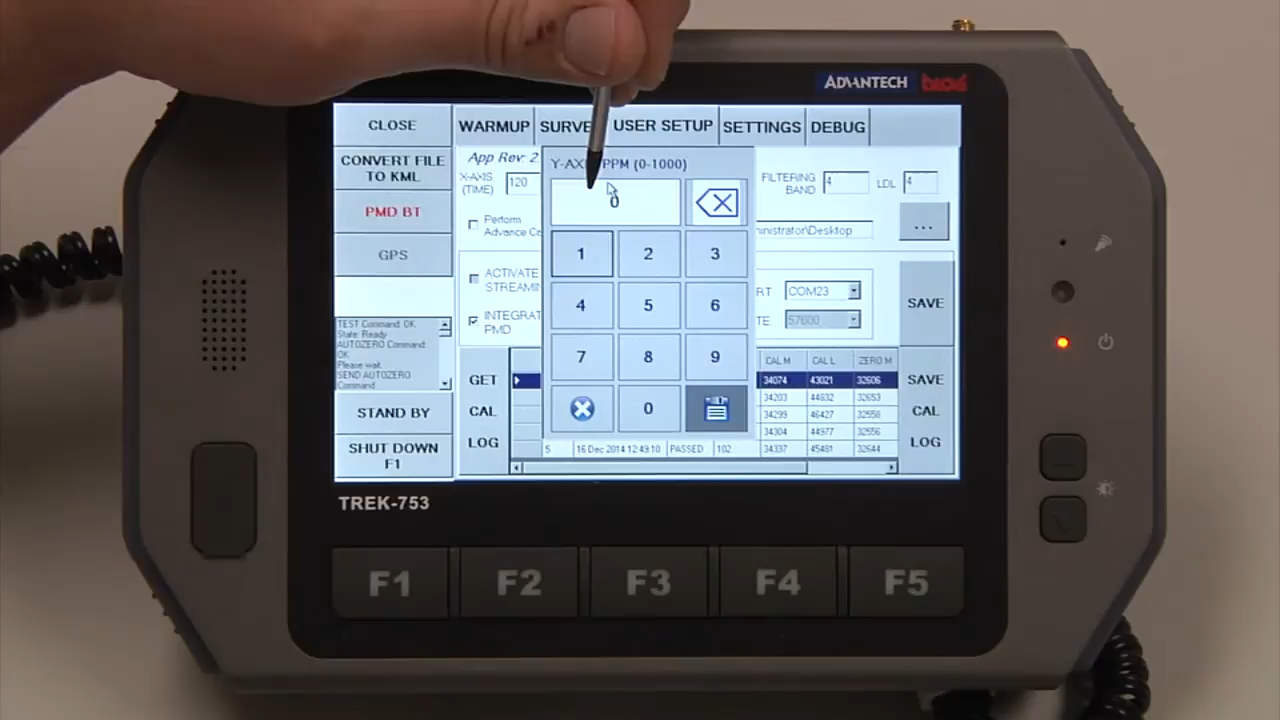 ADVANTECH
CLOSE
WARMUP
USER SETUP
SETTINGS
DEBUG
CONVERT FILE
TO KML
App Rev: 2
PPM (0-1000)
X-AXIS
(TIME)
120
FILTERING
BAND
4
LDL
4
0
PMD BT
Perform
ministrator\Desktop
...
GPS
1
2
3
ACTIVATE
COM23
SAVE
4
5
6
INTEGRAT
PMD
57600
TEST Command: OK
State: Ready
AUTOZERO Command:
OK
Please wait.
SEND AUTOZERO
Command
7
8
9
GET
CAL
LOG
CAL M
CAL L
ZERO M
34074
43021
32606
34203
44832
32653
34299
46427
32558
34304
44977
32556
34337
45481
32644
SAVE
CAL
LOG
STAND BY
0
5
16 Dec 2014 12:49:10
PASSED
102
SHUT DOWN
F1
TREK-753
F1
F2
F3
F4
F5